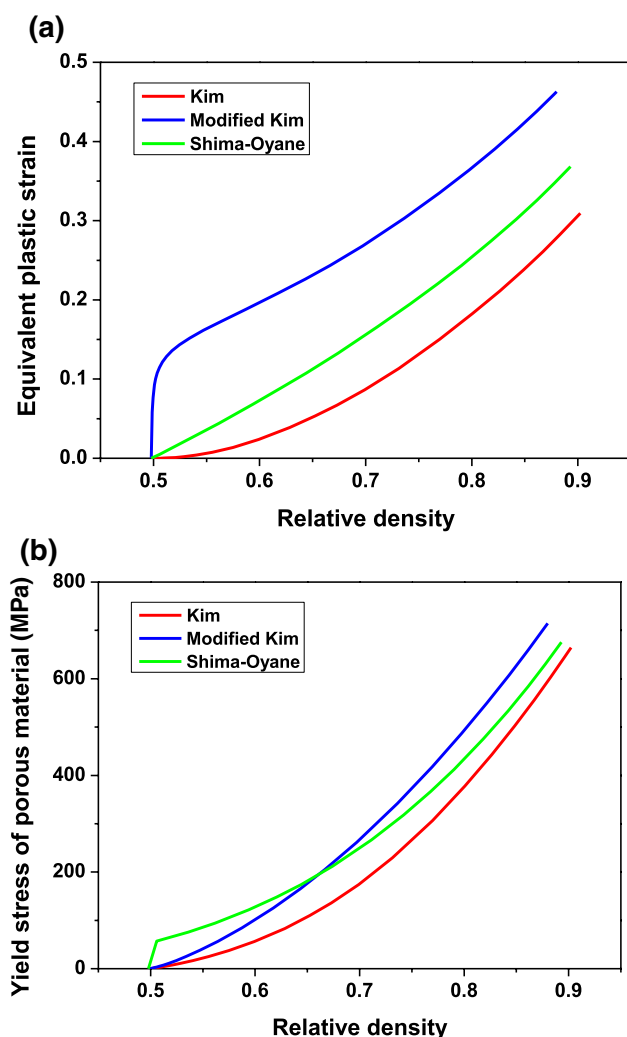 (a)
0.5
0.4
0.3
0.2
0.1
0.0
Equivalent plastic strain
Kim
Modified Kim
Shima-Oyane
0.5 0.6 0.7 0.8 0.9
Relative density
(b)
800
600
400
200
0
Yield stress of porous material (MPa)
Kim
Modified Kim
Shima-Oyane
0.5 0.6 0.7 0.8 0.9
Relative density